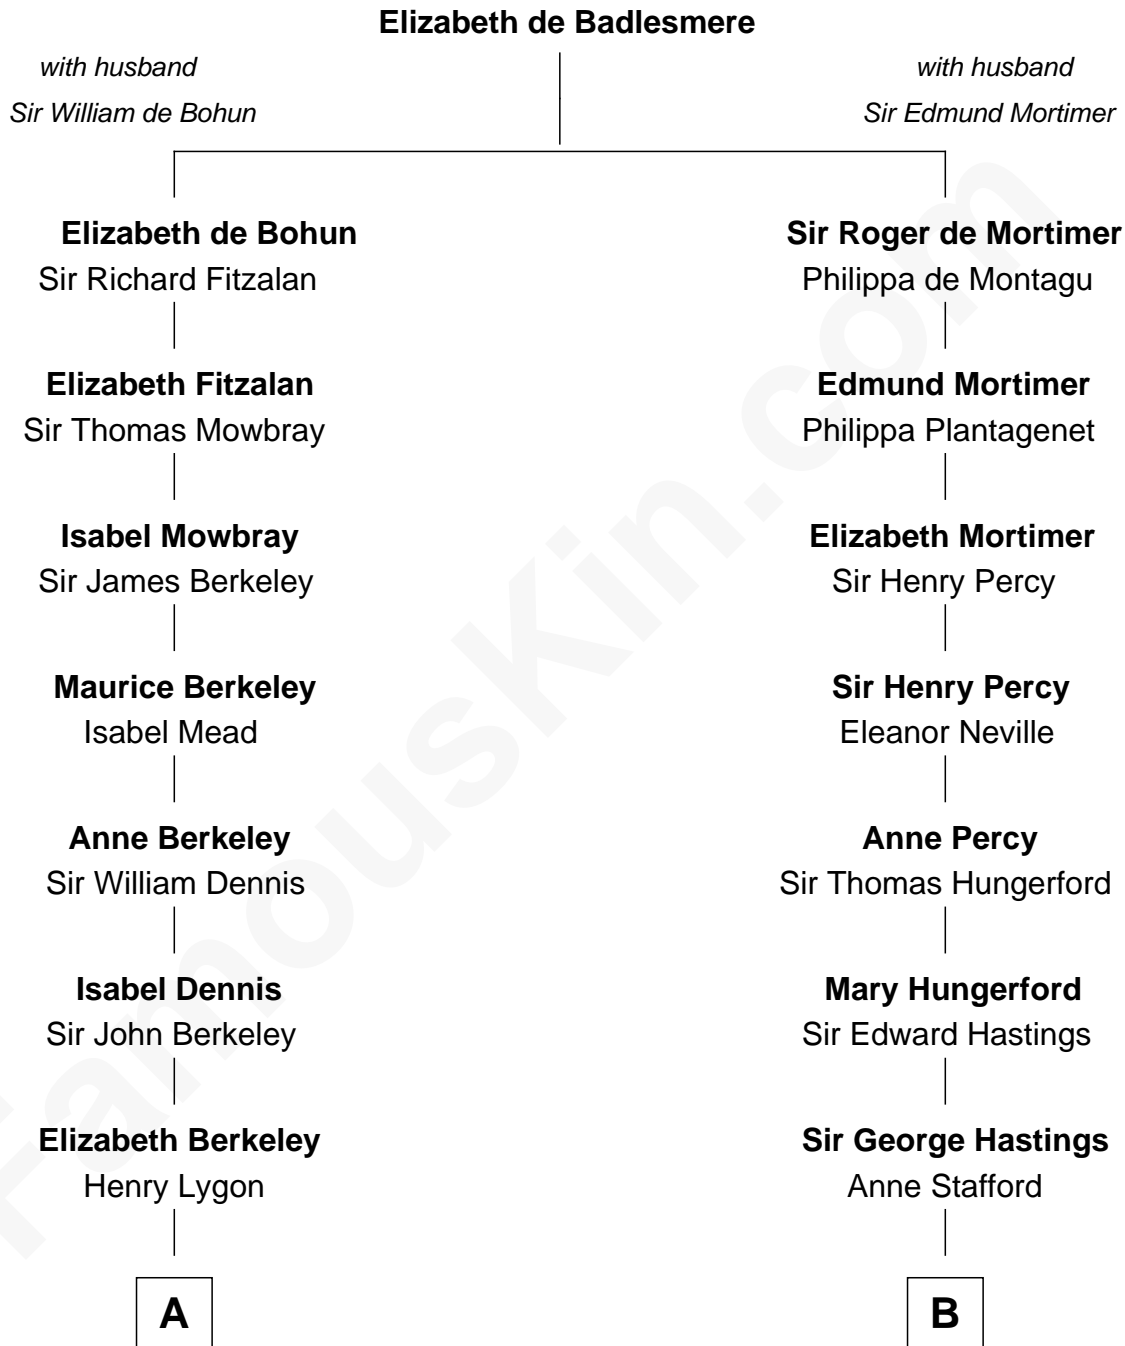 Elizabeth de Badlesmere
with husband
Sir William de Bohun
with husband
Sir Edmund Mortimer
Elizabeth de Bohun
Sir Richard Fitzalan
Elizabeth Fitzalan
Sir Thomas Mowbray
Isabel Mowbray
Sir James Berkeley
Maurice Berkeley
Isabel Mead
Anne Berkeley
Sir William Dennis
Isabel Dennis
Sir John Berkeley
Elizabeth Berkeley
Henry Lygon
A
Sir Roger de Mortimer
Philippa de Montagu
Edmund Mortimer
Philippa Plantagenet
Elizabeth Mortimer
Sir Henry Percy
Sir Henry Percy
Eleanor Neville
Anne Percy
Sir Thomas Hungerford
Mary Hungerford
Sir Edward Hastings
Sir George Hastings
Anne Stafford
B
FamousKin.com